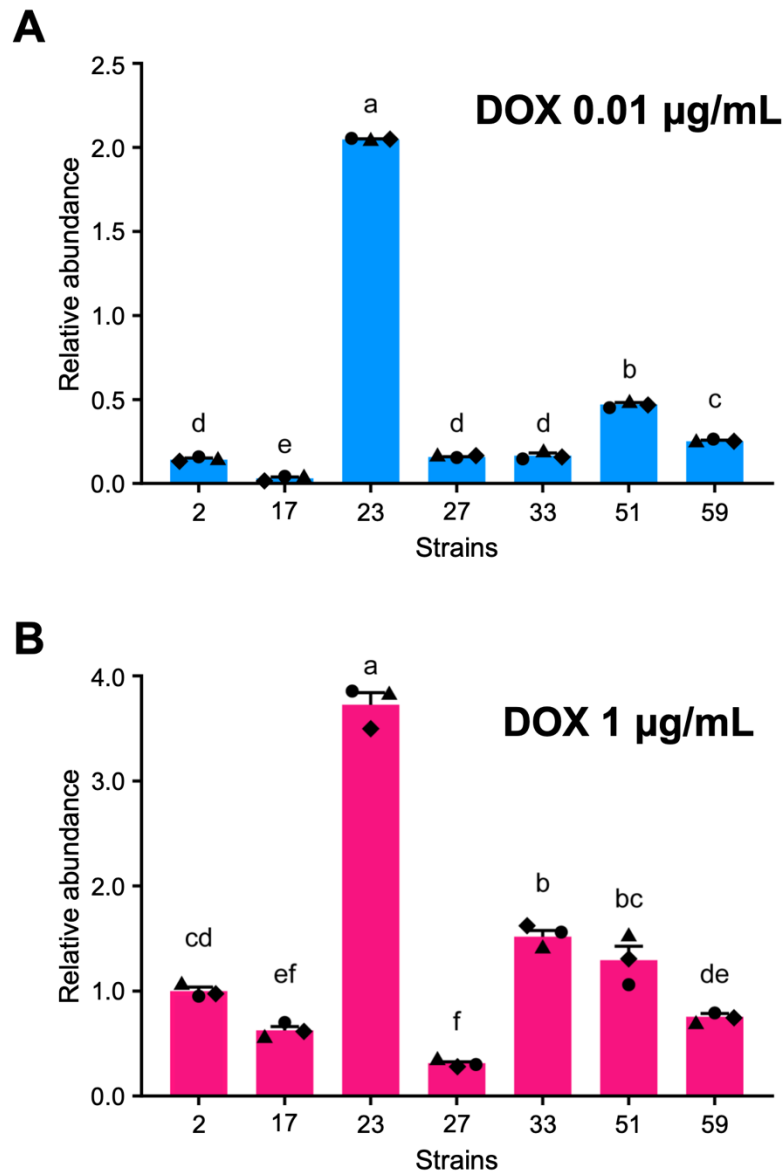 A
DOX 0.01 µg/mL
Relative abundance
2.5
2.0
1.5
1.0
0.5
0.0
d
e
a
d
d
b
c
2 17 23 27 33 51 59
Strains
B
DOX 1 µg/mL
Relative abundance
4.0
3.0
2.0
1.0
0.0
cd
ef
a
f
b
bc
de
2 17 23 27 33 51 59
Strains